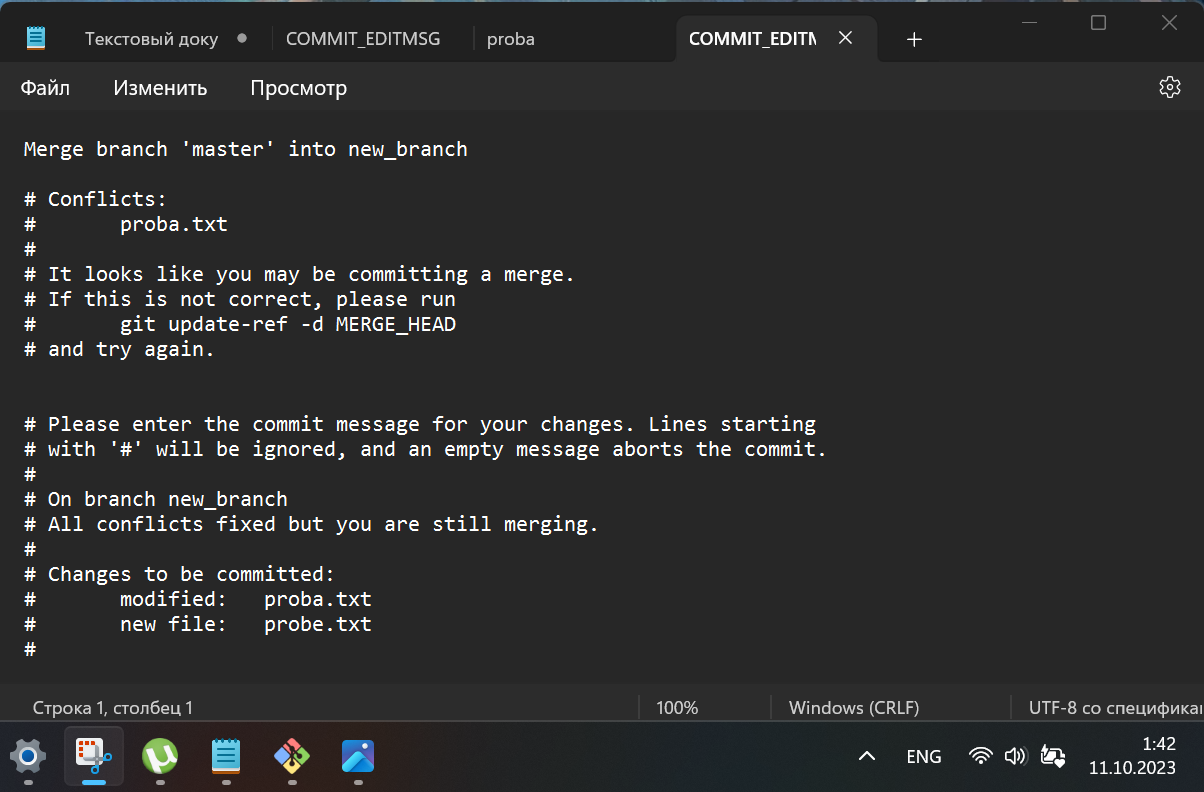 Текстовый доку
COMMIT_EDITMSG
proba
COMMIT_EDITM
Файл
Изменить
Просмотр
Merge branch 'master' into new_branch
# Conflicts:
#	proba.txt
#
# It looks like you may be committing a merge.
# If this is not correct, please run
#	git update-ref -d MERGE_HEAD
# and try again.
# Please enter the commit message for your changes. Lines starting
# with '#' will be ignored, and an empty message aborts the commit.
#
# On branch new_branch
# All conflicts fixed but you are still merging.
#
# Changes to be committed:
#	modified:   proba.txt
#	new file:   probe.txt
#
Строка 1, столбец 1
100%
Windows (CRLF)
UTF-8 со специфика
ENG
1:42
11.10.2023